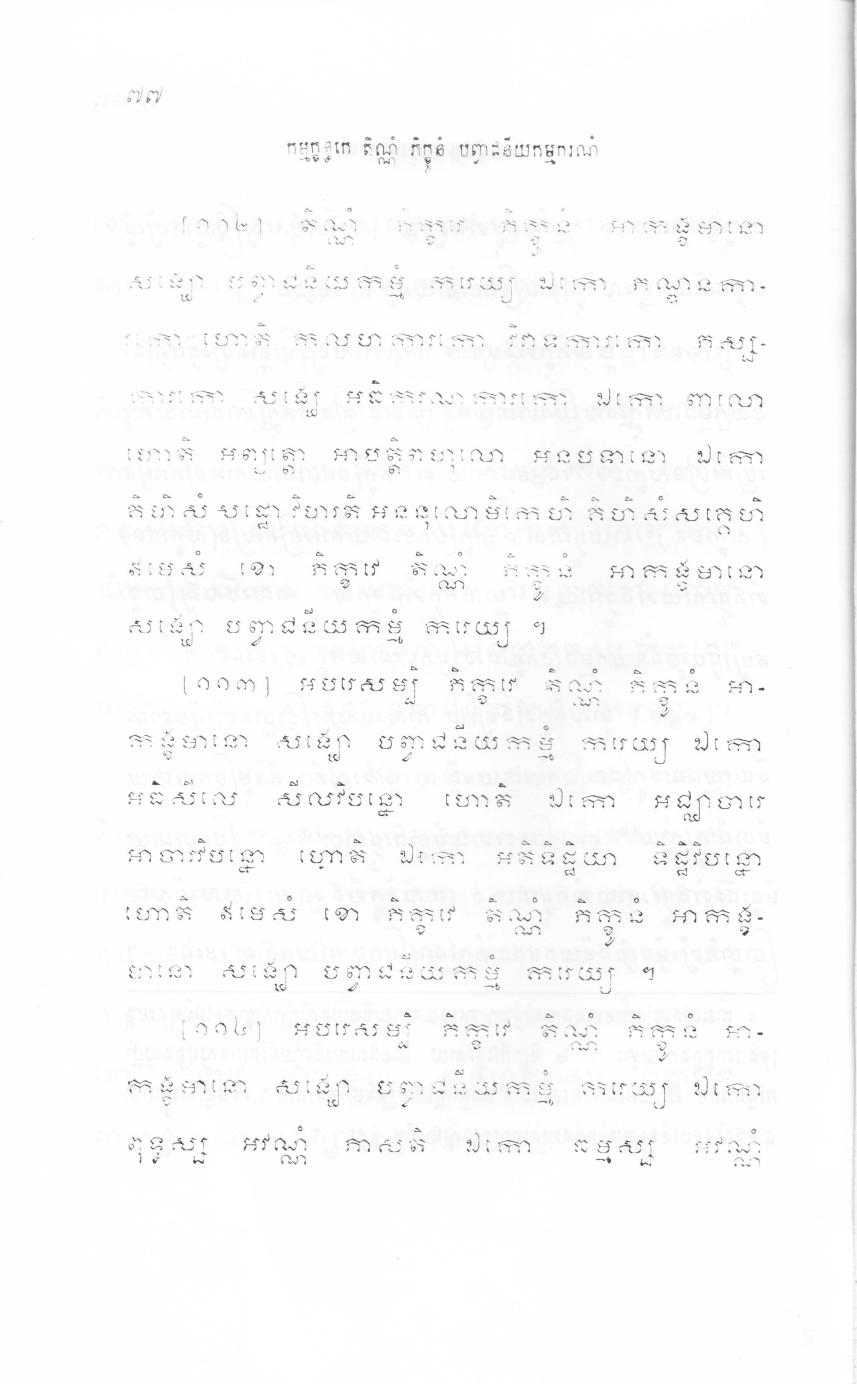 ៧៧
កម្មក្ខន្ធកេ តិណ្ណំ ភិក្ខូនំ បព្វាជនីយកម្មករណំ
[១១២] តិណ្ណំ ភិក្ខវេ ភិក្ខូនំ អាកង្ខមានោ
សង្ឃោ បព្វាជនីយកម្មំ ករេយ្យ ឯកោ ភណ្ឌនកា-
រកោ ហោតិ កលហការកោ វិវាទការកោ ភស្ស-
ការកោ សង្ឃេ អធិករណការកោ ឯកោ ពាលោ
ហោតិ អព្យត្តោ អាបត្តិពហុលោ អនបទានោ ឯកោ
គិហិសំសដ្ឋោ វិហរតិ អននុលោមិកេហិ គិហិសំសគ្គេហិ
ឥមេសំ ខោ ភិក្ខវេ តិណ្ណំ ភិក្ខូនំ អាកង្ខមានោ
សង្ឃោ បព្វាជនីយកម្មំ ករេយ្យ ។
[១១៣] អបរេសម្បិ ភិក្ខវេ តិណ្ណំ ភិក្ខូនំ អា-
កង្ខមានោ សង្ឃោ បព្វាជនីយកម្មំ ករេយ្យ ឯកោ
អធិសីលេ សីលវិបន្នោ ហោតិ ឯកោ អជ្ឈាចារេ
អាចារវិបន្នោ ហោតិ ឯកោ អតិទិដ្ឋិយា ទិដ្ឋិវិបន្នោ
ហោតិ ឥមេសំ ខោ ភិក្ខវេ តិណ្ណំ ភិក្ខូនំ អាកង្ខ-
មានោ សង្ឃោ បព្វាជនីយកម្មំ ករេយ្យ ។
[១១៤] អបរេសម្បិ ភិក្ខវេ តិណ្ណំ ភិក្ខូនំ អា-
កង្ខមានោ សង្ឃោ បព្វាជនីយកម្មំ ករេយ្យ ឯកោ
ពុទ្ធស្ស អវណ្ណំ ភាសតិ ឯកោ ធម្មស្ស អវណ្ណំ